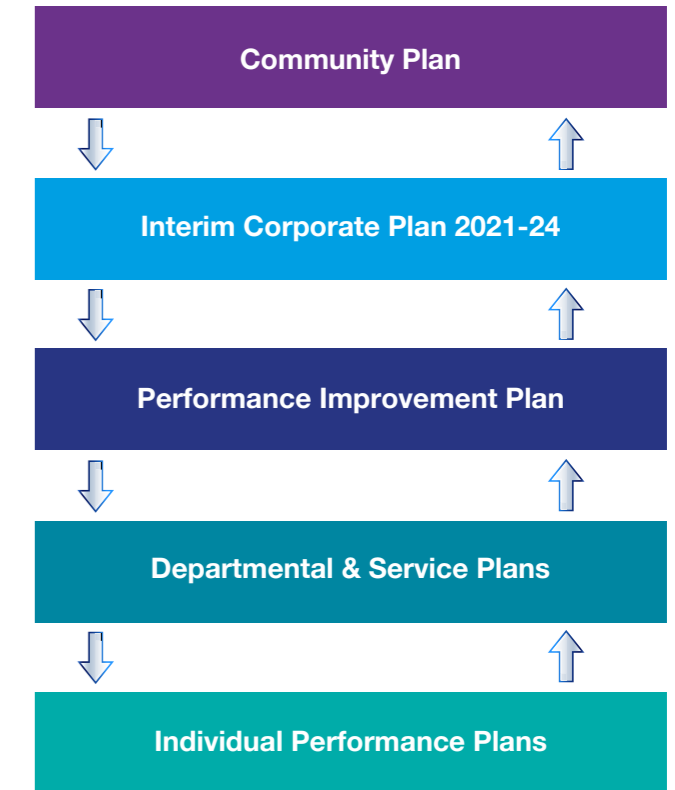 Community Plan
Interim Corporate Plan 2021-24
Performance Improvement Plan
Departmental & Service Plans
Individual Performance Plans